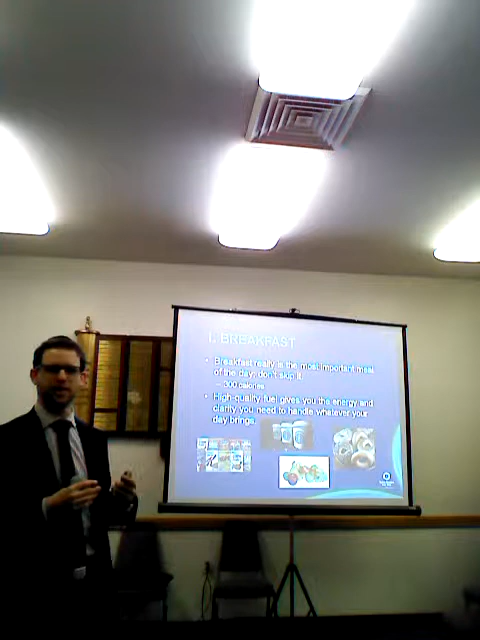 I. BREAKFAST
• Breakfast really is the most important meal
of the day; don't skip it.
– 300 calories
• High-quality fuel gives you the energy and
clarity you need to handle whatever your
day brings.